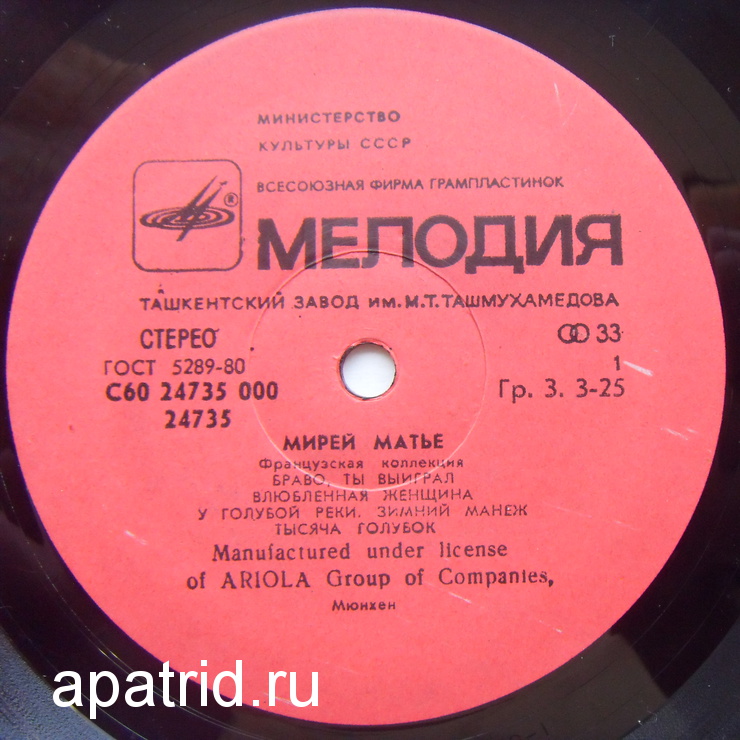 МИНИСТЕРСТВО
КУЛЬТУРЫ СССР
ВСЕСОЮЗНАЯ ФИРМА ГРАМПЛАСТИНОК
®
МЕЛОДИЯ
ТАШКЕНТСКИЙ ЗАВОД ИМ. М.Т. ТАШМУХАМЕДОВА
СТЕРЕО
33
ГОСТ 5289-80
1
С60 24735 000
Гр. 3. 3-25
24735
МИРЕЙ МАТЬЕ
Французская коллекция
БРАВО, ТЫ ВЫИГРАЛ
ВЛЮБЛЕННАЯ ЖЕНЩИНА
У ГОЛУБОЙ РЕКИ. ЗИМНИЙ МАНЕЖ
ТЫСЯЧА ГОЛУБОК
Manufactured under license
of ARIOLA Group of Companies,
Мюнхен
apatrid.ru